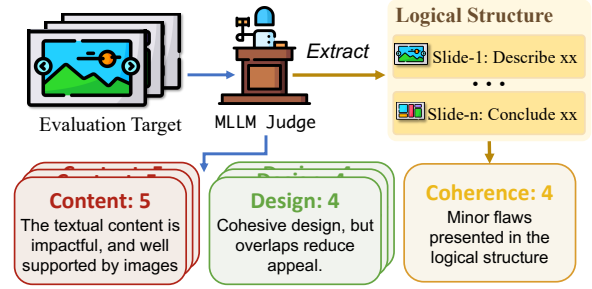 Logical Structure
Extract
Slide-1: Describe xx
• • •
Slide-n: Conclude xx
Evaluation Target
MLLM Judge
Content: 5
The textual content is
impactful, and well
supported by images
Design: 4
Cohesive design, but
overlaps reduce
appeal.
Coherence: 4
Minor flaws
presented in the
logical structure